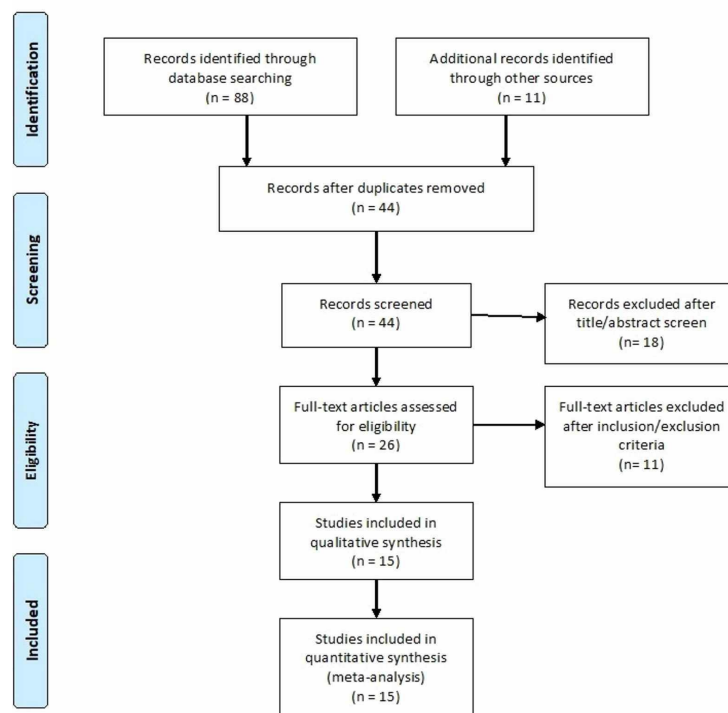 Identification
Records identified through
database searching
(n = 88)
Additional records identified
through other sources
(n = 11)
Records after duplicates removed
(n = 44)
Screening
Records screened
(n = 44)
Records excluded after
title/abstract screen
(n= 18)
Eligibility
Full-text articles assessed
for eligibility
(n = 26)
Full-text articles excluded
after inclusion/exclusion
criteria
(n= 11)
Studies included in
qualitative synthesis
(n = 15)
Included
Studies included in
quantitative synthesis
(meta-analysis)
(n = 15)